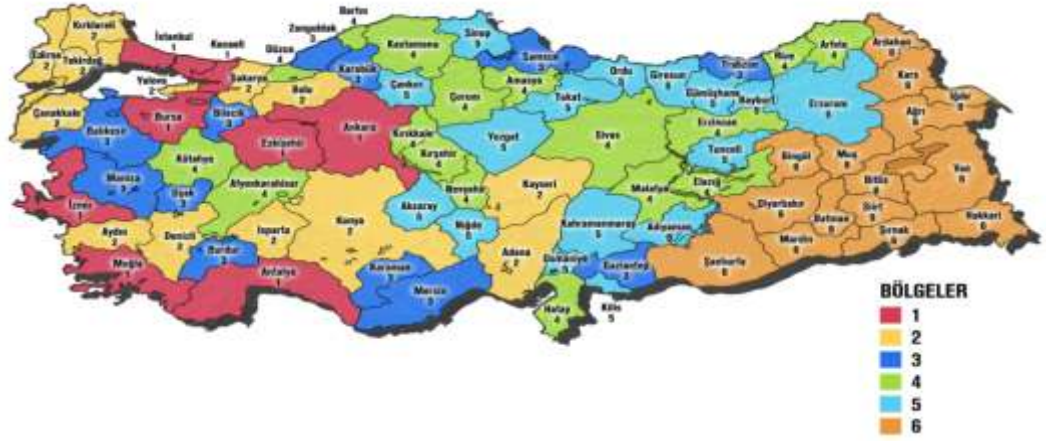 Bartın
4
Zonguldak
3
Kırklareli
2
İstanbul
1
Kocaeli
1
Düzce
4
Kastamonu
4
Sinop
5
Samsun
3
Edirne
2
Tekirdağ
2
Yalova
2
Sakarya
2
Bolu
2
Karabük
3
Çankırı
5
Çorum
4
Amasya
4
Tokat
5
Ordu
5
Giresun
5
Trabzon
3
Rize
4
Artvin
4
Ardahan
6
Kars
6
Iğdır
6
Ağrı
6
Gümüşhane
5
Bayburt
5
Erzurum
5
Erzincan
4
Çanakkale
2
Balıkesir
3
Bursa
1
Bilecik
3
Eskişehir
1
Ankara
1
Kırıkkale
4
Kırşehir
4
Yozgat
5
Sivas
4
Tunceli
5
Bingöl
6
Muş
6
Van
6
Bitlis
6
Kütahya
4
Manisa
3
Uşak
3
Afyonkarahisar
4
İzmir
1
Aydın
2
Denizli
2
Isparta
2
Burdur
3
Muğla
1
Antalya
1
Konya
2
Aksaray
5
Nevşehir
4
Niğde
5
Kayseri
2
Adana
2
Karaman
3
Mersin
3
Malatya
4
Elazığ
4
Kahramanmaraş
5
Adıyaman
5
Osmaniye
5
Gaziantep
3
Kilis
5
Hatay
4
Diyarbakır
6
Batman
6
Siirt
6
Şırnak
6
Hakkari
6
Mardin
6
Şanlıurfa
6
BÖLGELER
1
2
3
4
5
6